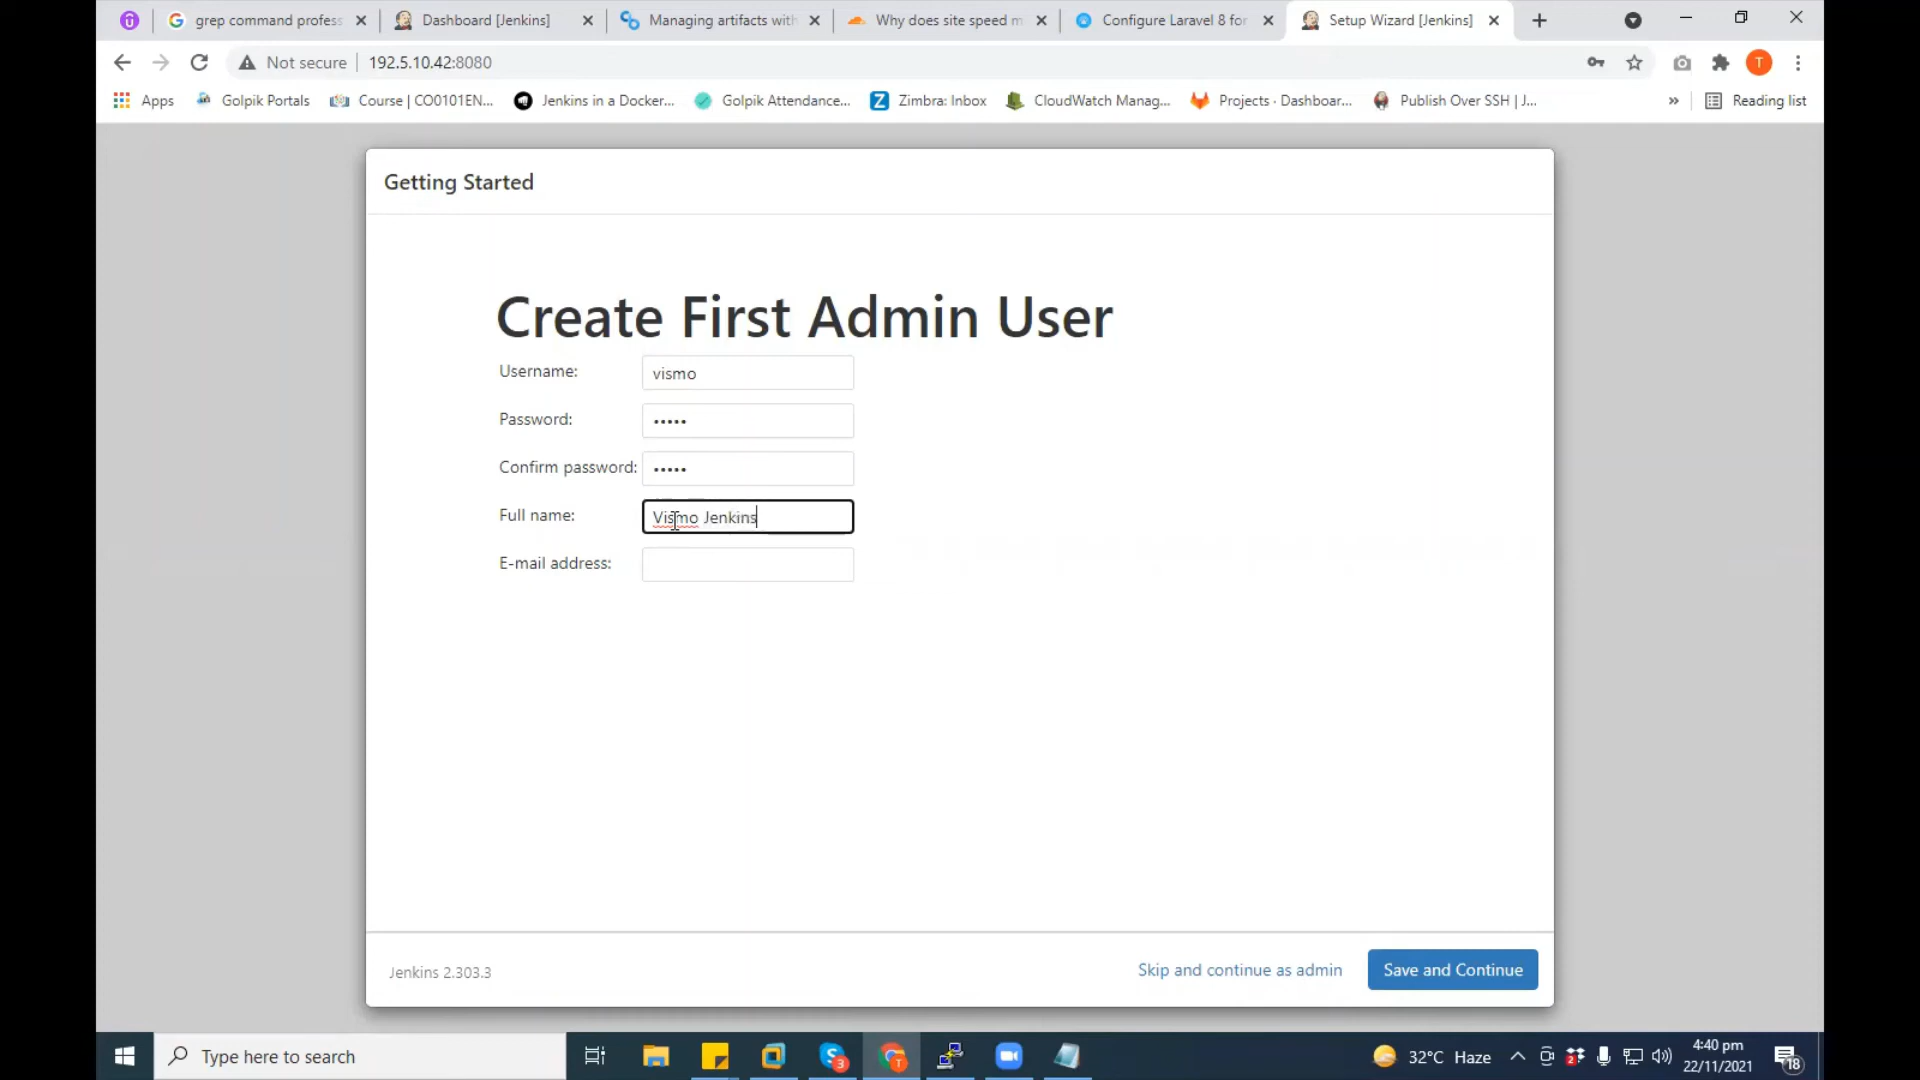 grep command profess
Dashboard [Jenkins]
Managing artifacts with
Why does site speed m
Configure Laravel 8 for
Setup Wizard [Jenkins]
Not secure
192.5.10.42:8080
T
Apps
Golpik Portals
Course | CO0101EN...
Jenkins in a Docker...
Golpik Attendance...
Zimbra: Inbox
CloudWatch Manag...
Projects · Dashboar...
Publish Over SSH | J...
»
Reading list
Getting Started
Create First Admin User
Username:
vismo
Password:
•••••
Confirm password:
•••••
Full name:
Vismo Jenkins
E-mail address:
Jenkins 2.303.3
Skip and continue as admin
Save and Continue
Type here to search
3
T
32°C Haze
2
4:40 pm
22/11/2021
18